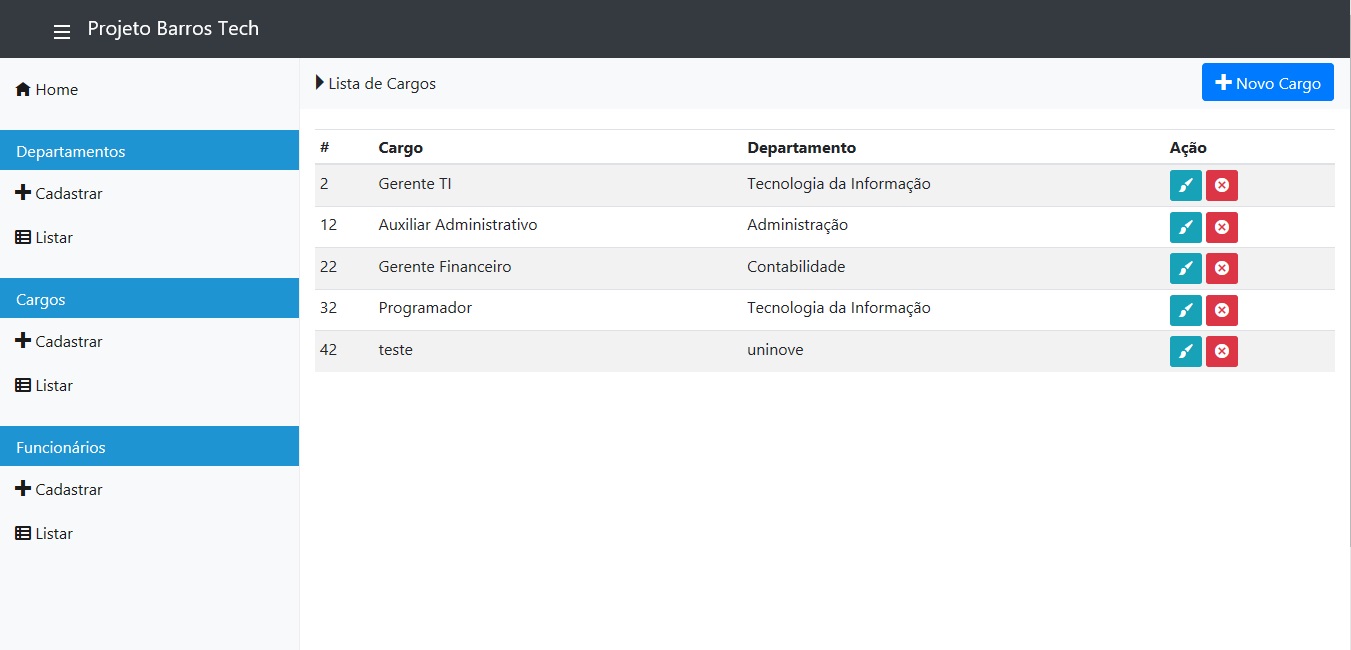 Projeto Barros Tech
Home
Departamentos
Cadastrar
Listar
Cargos
Cadastrar
Listar
Funcionários
Cadastrar
Listar
Lista de Cargos
Novo Cargo
# Cargo Departamento Ação
2 Gerente TI Tecnologia da Informação
12 Auxiliar Administrativo Administração
22 Gerente Financeiro Contabilidade
32 Programador Tecnologia da Informação
42 teste uninove